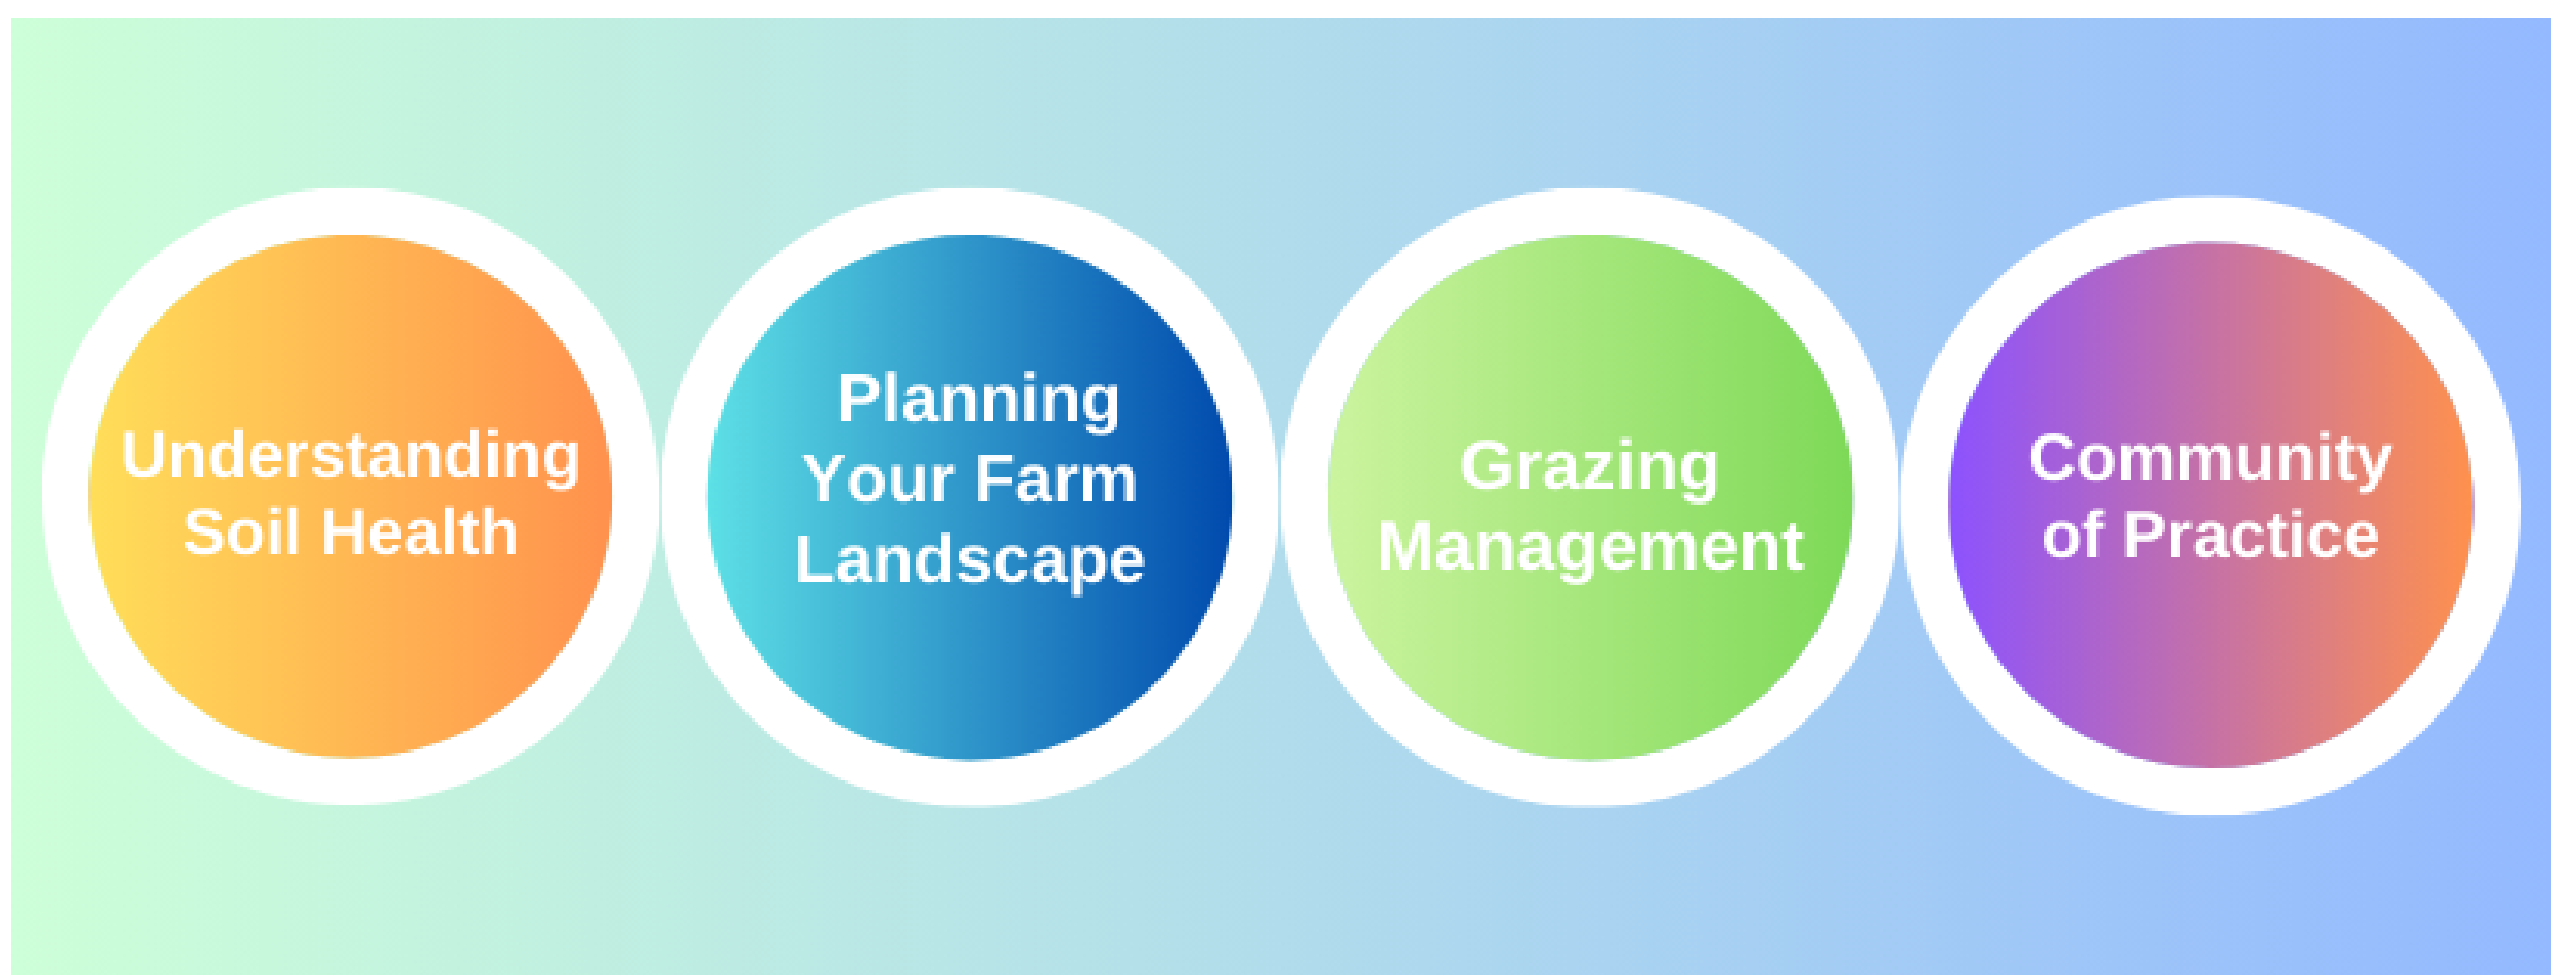 Understanding
Soil Health
Planning
Your Farm
Landscape
Grazing
Management
Community
of Practice